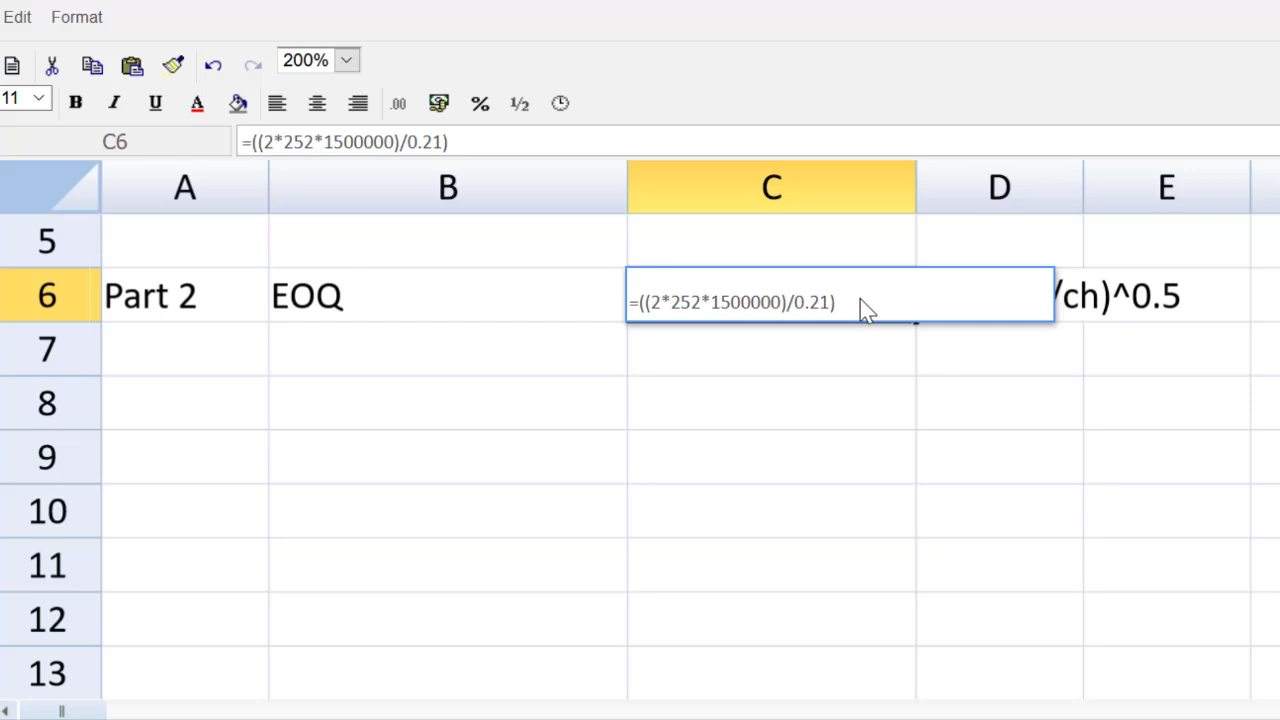 Edit Format
200%
11 B I U A .00 % 1/2
C6 =((2*252*1500000)/0.21)
A B C D E
5
6 Part 2 EOQ =((2*252*1500000)/0.21) /ch)^0.5
7
8
9
10
11
12
13